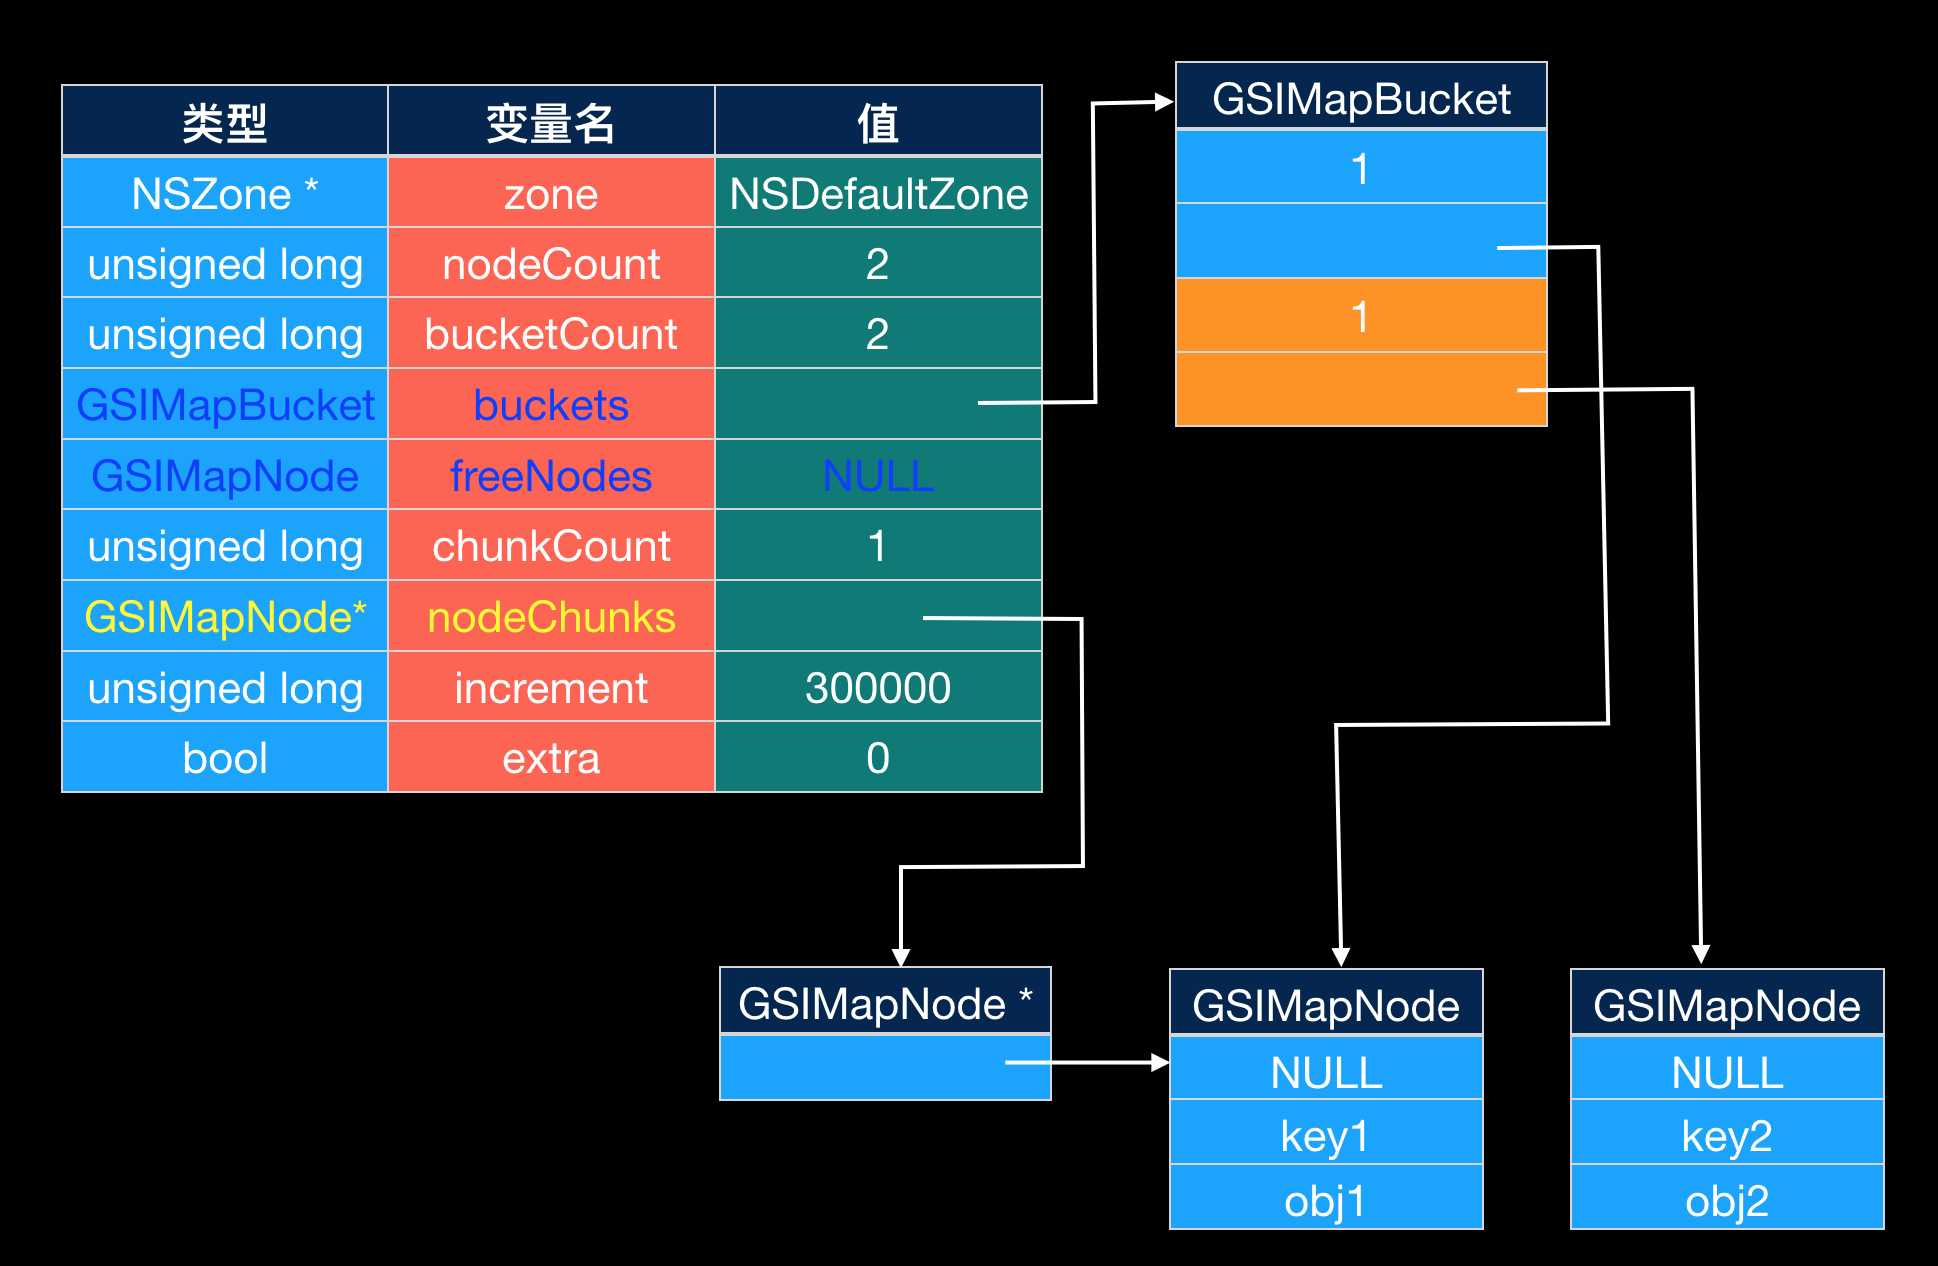 类型 变量名 值
NSZone * zone NSDefaultZone
unsigned long nodeCount 2
unsigned long bucketCount 2
GSIMapBucket buckets
GSIMapNode freeNodes NULL
unsigned long chunkCount 1
GSIMapNode* nodeChunks
unsigned long increment 300000
bool extra 0
GSIMapBucket
1
1
GSIMapNode *
GSIMapNode
NULL
key1
obj1
GSIMapNode
NULL
key2
obj2